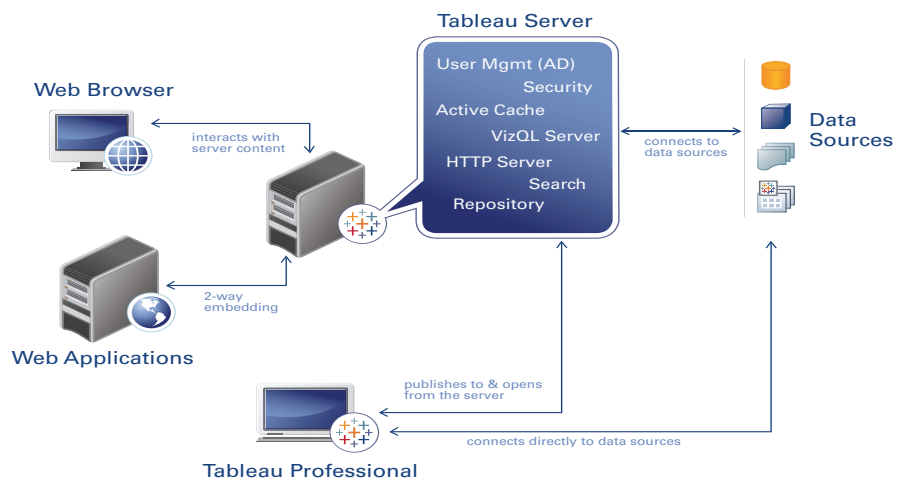 Tableau Server
User Mgmt (AD)
Security
Active Cache
VizQL Server
HTTP Server
Search
Repository
Web Browser
interacts with
server content
connects to
data sources
Data
Sources
2-way
embedding
Web Applications
publishes to & opens
from the server
connects directly to data sources
Tableau Professional